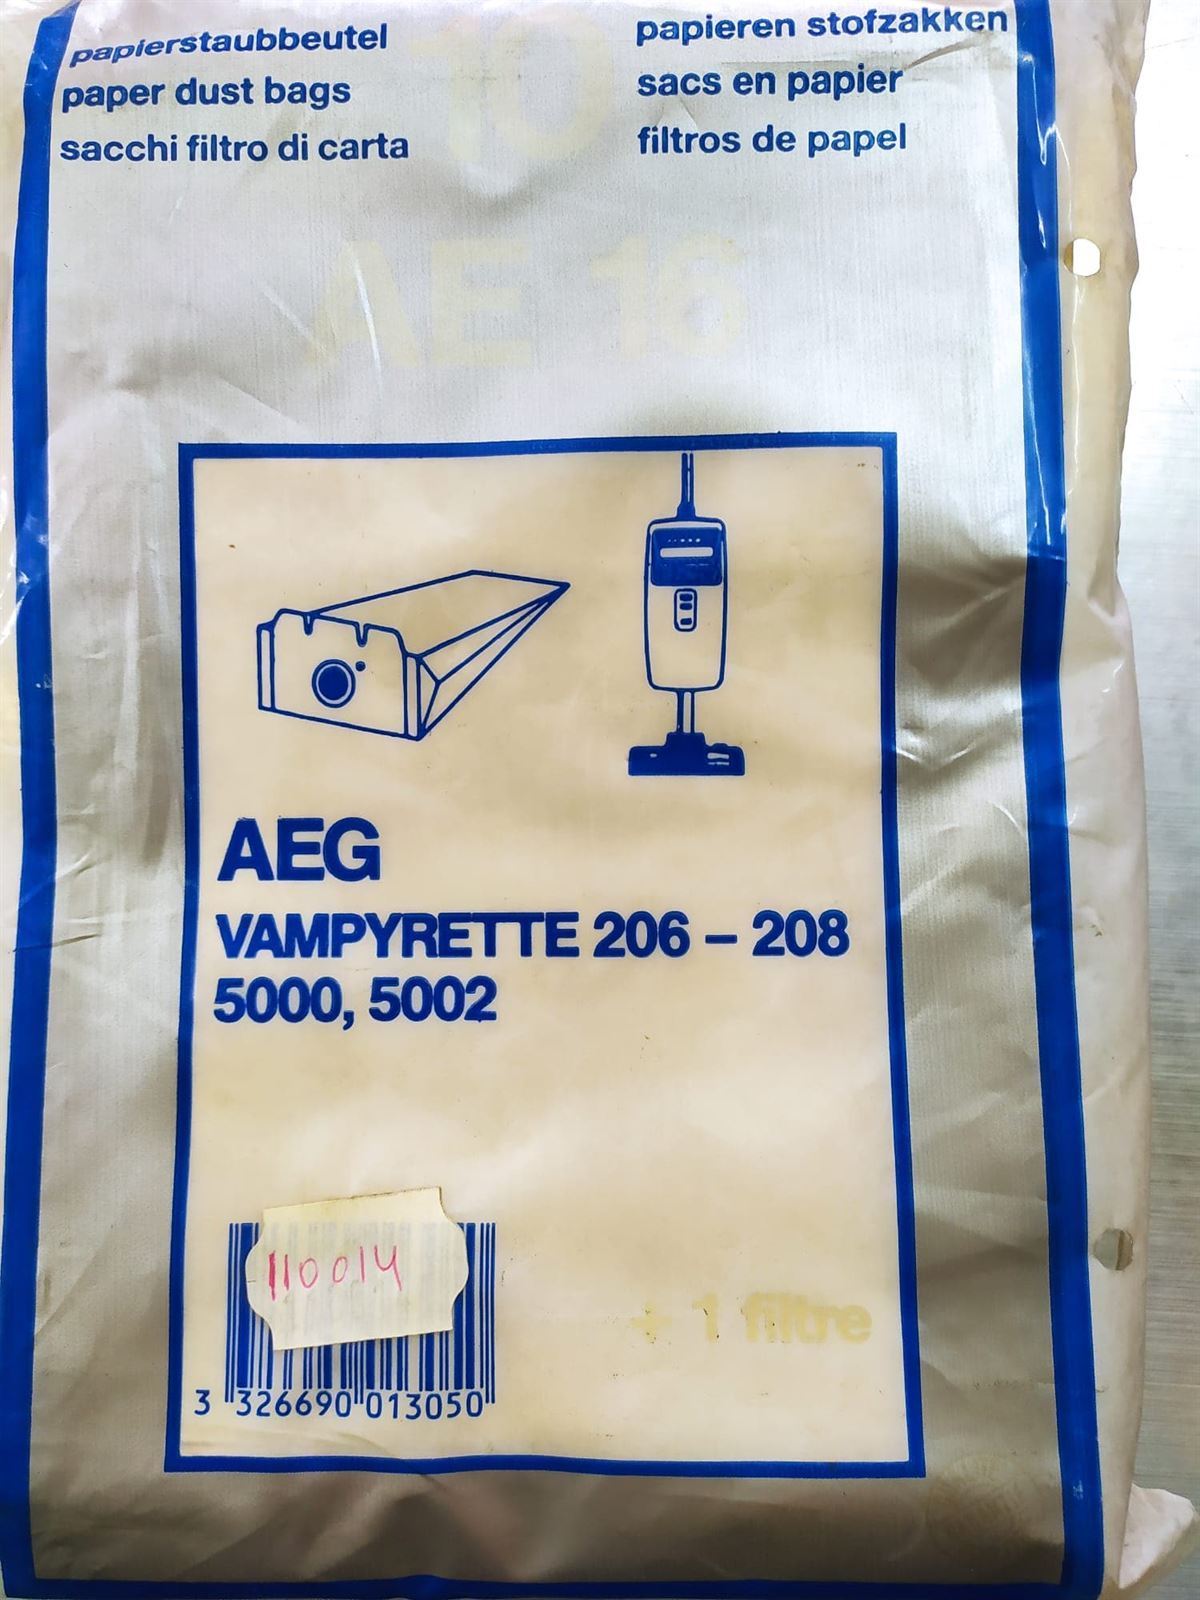 papierstaubbeutel
paper dust bags
sacchi filtro di carta
10
papieren stofzakken
sacs en papier
filtros de papel
AE 16
AEG
VAMPYRETTE 206 – 208
5000, 5002
110014
3 326690 013050
+ 1 filtre